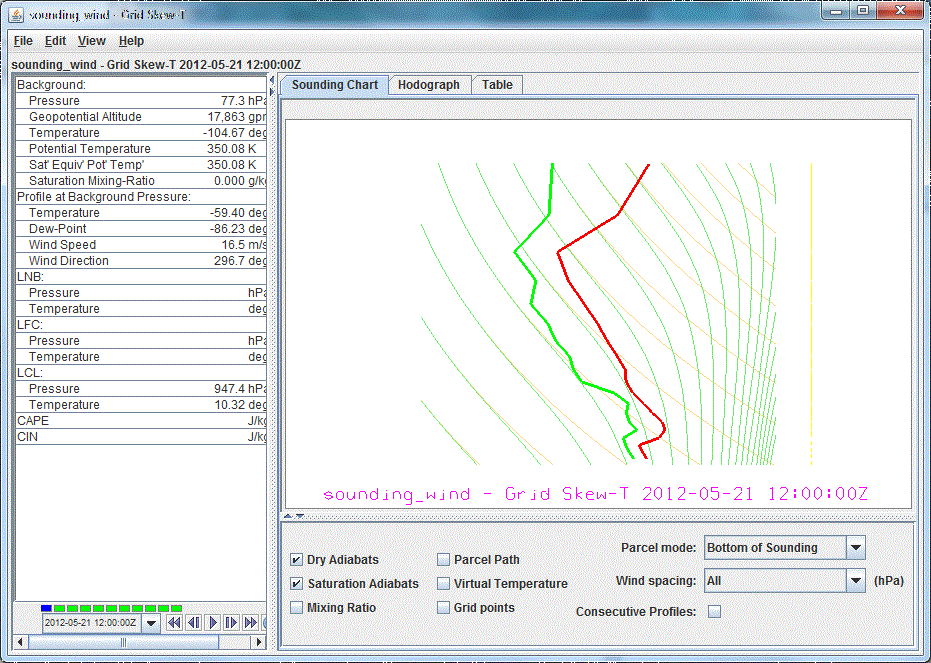 sounding_wind - Grid Skew-T
File Edit View Help
sounding_wind - Grid Skew-T 2012-05-21 12:00:00Z
Background:
Pressure 77.3 hPa
Geopotential Altitude 17,863 gpm
Temperature -104.67 deg
Potential Temperature 350.08 K
Sat' Equiv' Pot' Temp' 350.08 K
Saturation Mixing-Ratio 0.000 g/kg
Profile at Background Pressure:
Temperature -59.40 deg
Dew-Point -86.23 deg
Wind Speed 16.5 m/s
Wind Direction 296.7 deg
LNB:
Pressure hPa
Temperature deg
LFC:
Pressure hPa
Temperature deg
LCL:
Pressure 947.4 hPa
Temperature 10.32 deg
CAPE J/kg
CIN J/kg
2012-05-21 12:00:00Z
Sounding Chart Hodograph Table
sounding_wind - Grid Skew-T 2012-05-21 12:00:00Z
Dry Adiabats Parcel Path Parcel mode: Bottom of Sounding
Saturation Adiabats Virtual Temperature Wind spacing: All (hPa)
Mixing Ratio Grid points Consecutive Profiles: